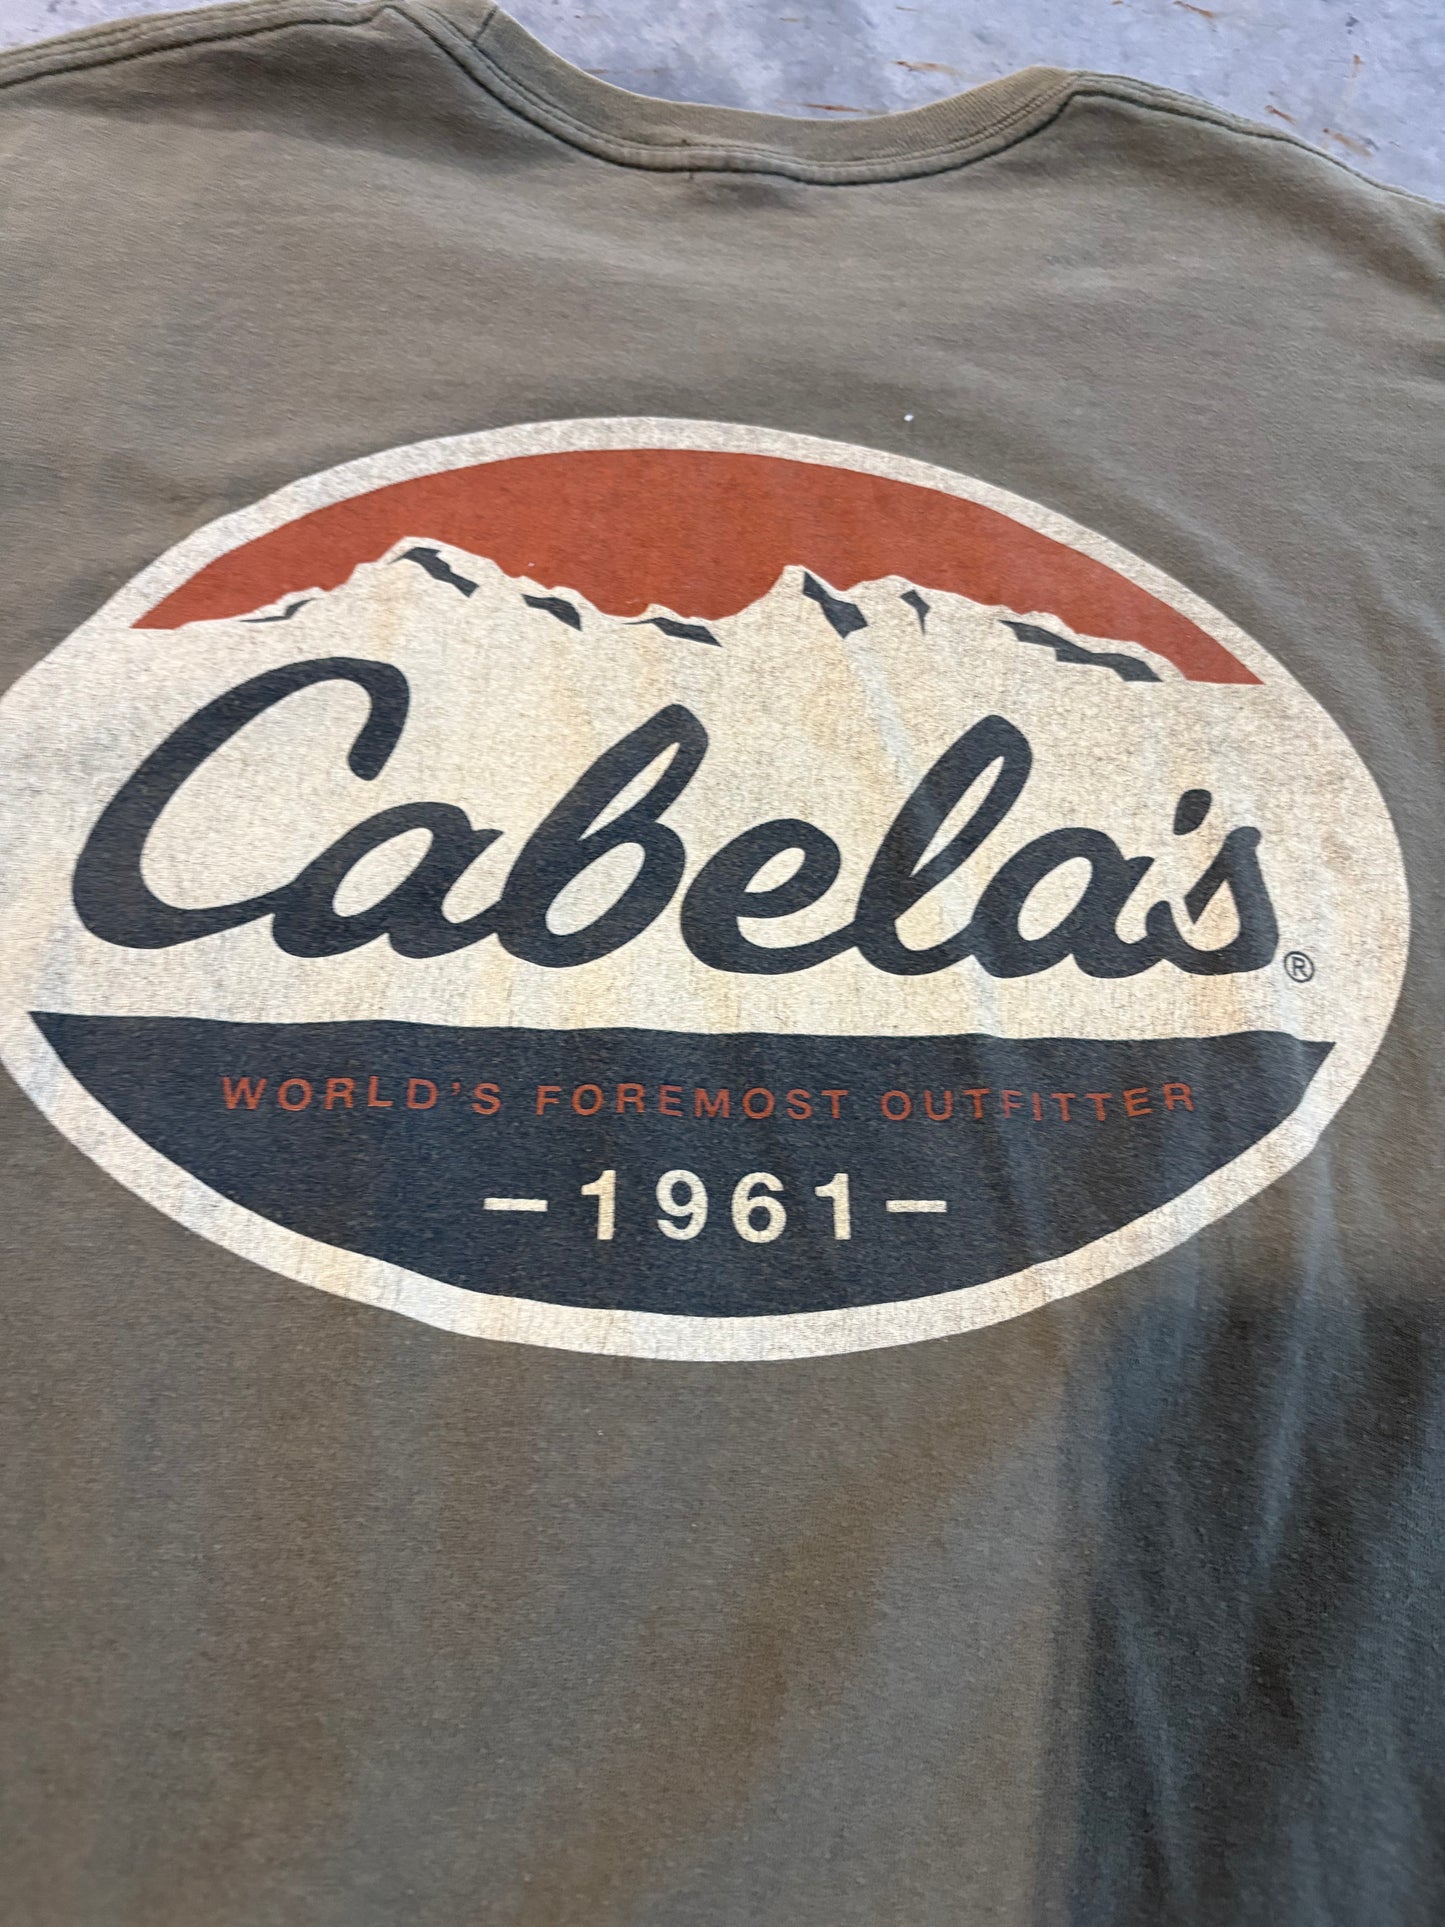 Cabela's®
WORLD'S FOREMOST OUTFITTER
-1961-